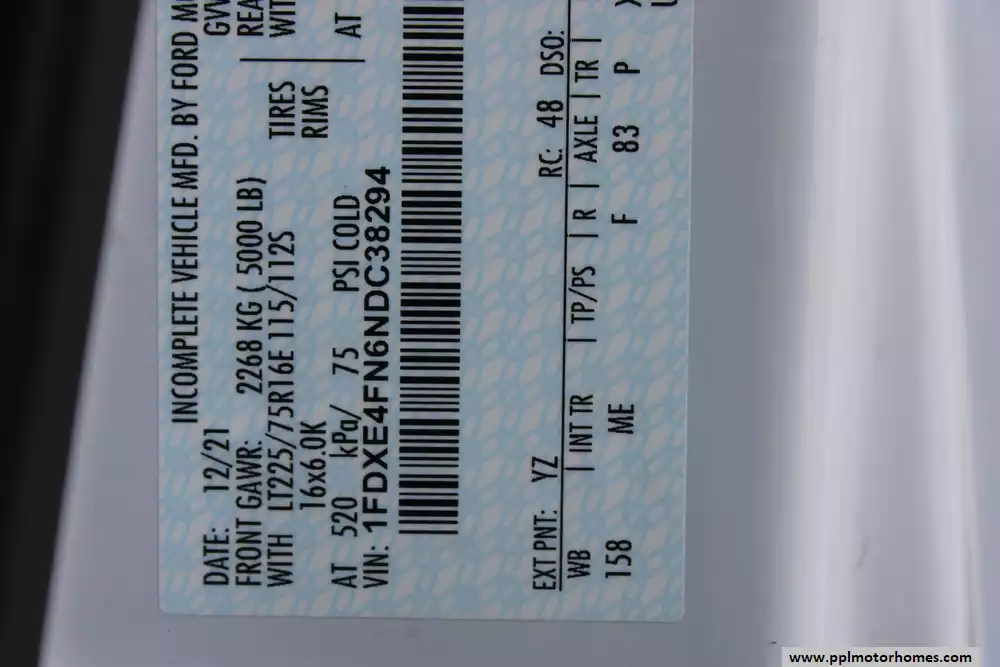 INCOMPLETE VEHICLE MFD. BY FORD
DATE: 12/21
FRONT GAWR: 2268 KG ( 5000 LB)
WITH LT225/75R16E 115/112S TIRES
16x6.0K RIMS
AT 520 kPa/ 75 PSI COLD AT
VIN: 1FDXE4FN6NDC38294
EXT PNT: YZ RC: 48 DSO:
WB | INT TR | TP/PS | R | AXLE | TR |
158 ME F 83 P
www.pplmotorhomes.com